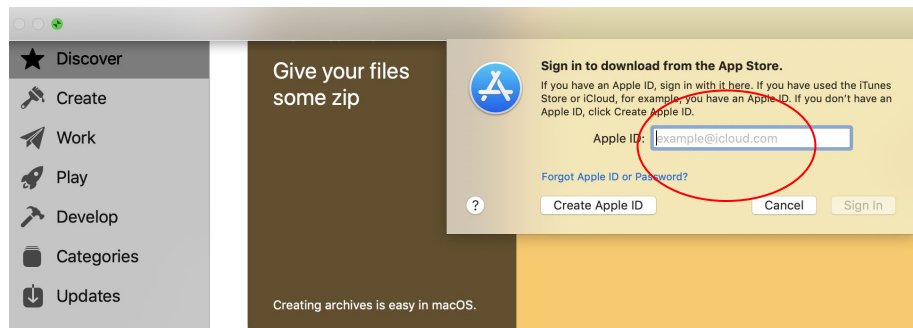 Discover
Create
Work
Play
Develop
Categories
Updates
Give your files
some zip
Creating archives is easy in macOS.
Sign in to download from the App Store.
If you have an Apple ID, sign in with it here. If you have used the iTunes
Store or iCloud, for example, you have an Apple ID. If you don’t have an
Apple ID, click Create Apple ID.
Apple ID: example@icloud.com
Forgot Apple ID or Password?
? Create Apple ID Cancel Sign In